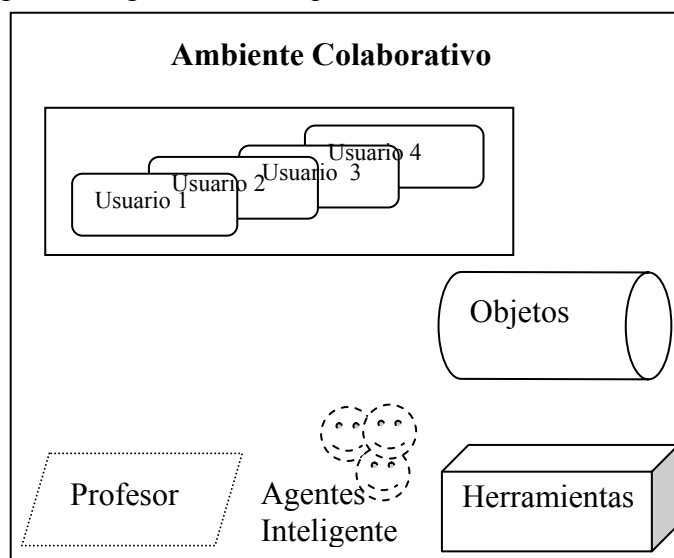 Ambiente Colaborativo
Usuario 4
Usuario 3
Usuario 2
Usuario 1
Objetos
Profesor
Agentes
Inteligente
Herramientas